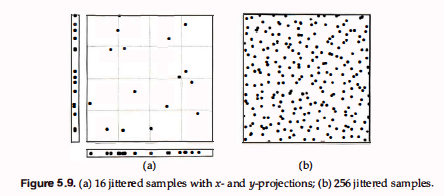 (a) (b)
Figure 5.9. (a) 16 jittered samples with x- and y-projections; (b) 256 jittered samples.